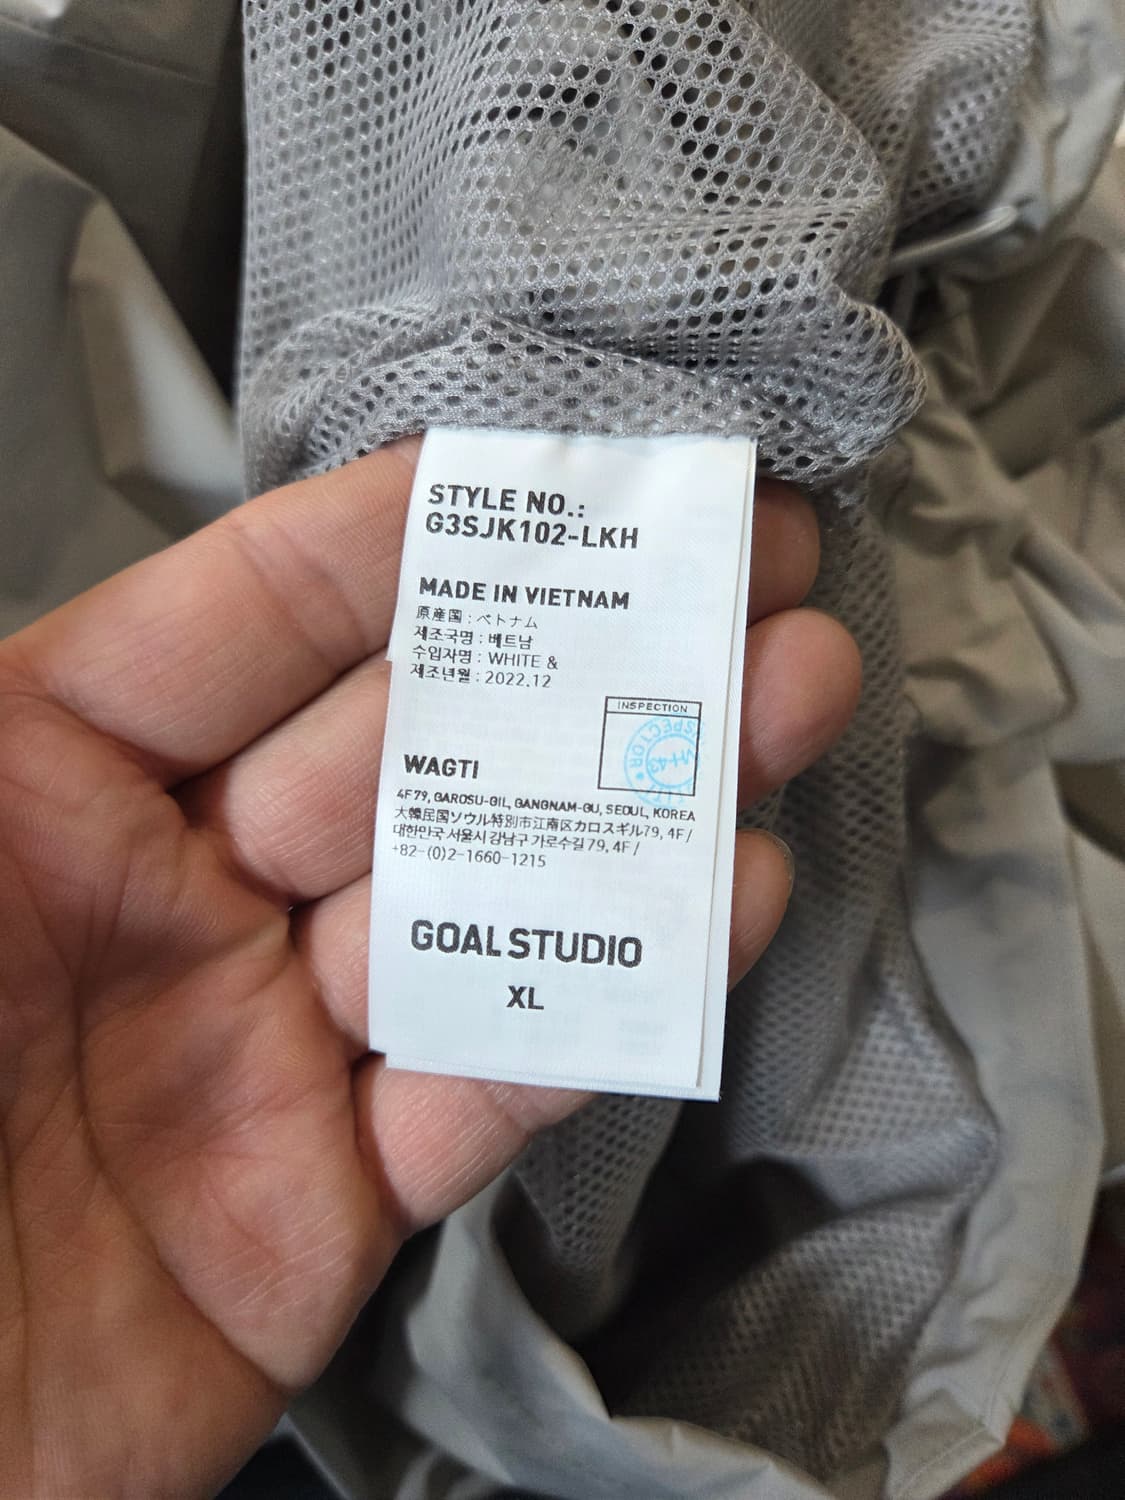 STYLE NO.:
G3SJK102-LKH
MADE IN VIETNAM
原産国 : ベトナム
제조국명 : 베트남
수입자명 : WHITE &
제조년월 : 2022.12
INSPECTION
INSPECTOR
WAGTI
4F 79, GAROSU-GIL, GANGNAM-GU, SEOUL, KOREA
大韓民国ソウル特別市江南区カロスギル79, 4F /
대한민국 서울시 강남구 가로수길 79, 4F /
+82-(0)2-1660-1215
GOAL STUDIO
XL